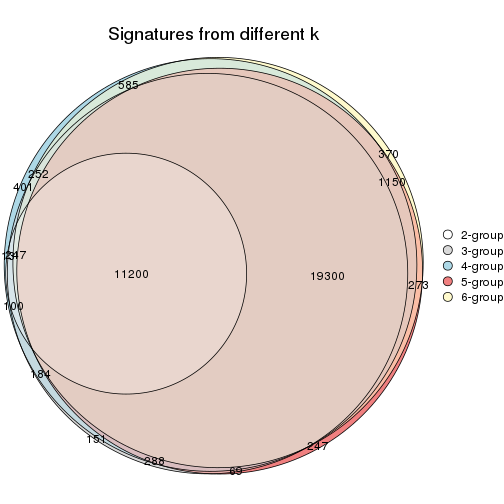 Signatures from different k
585
370
252
1150
401
247
11200
19300
273
100
184
151
247
288
69
2-group
3-group
4-group
5-group
6-group